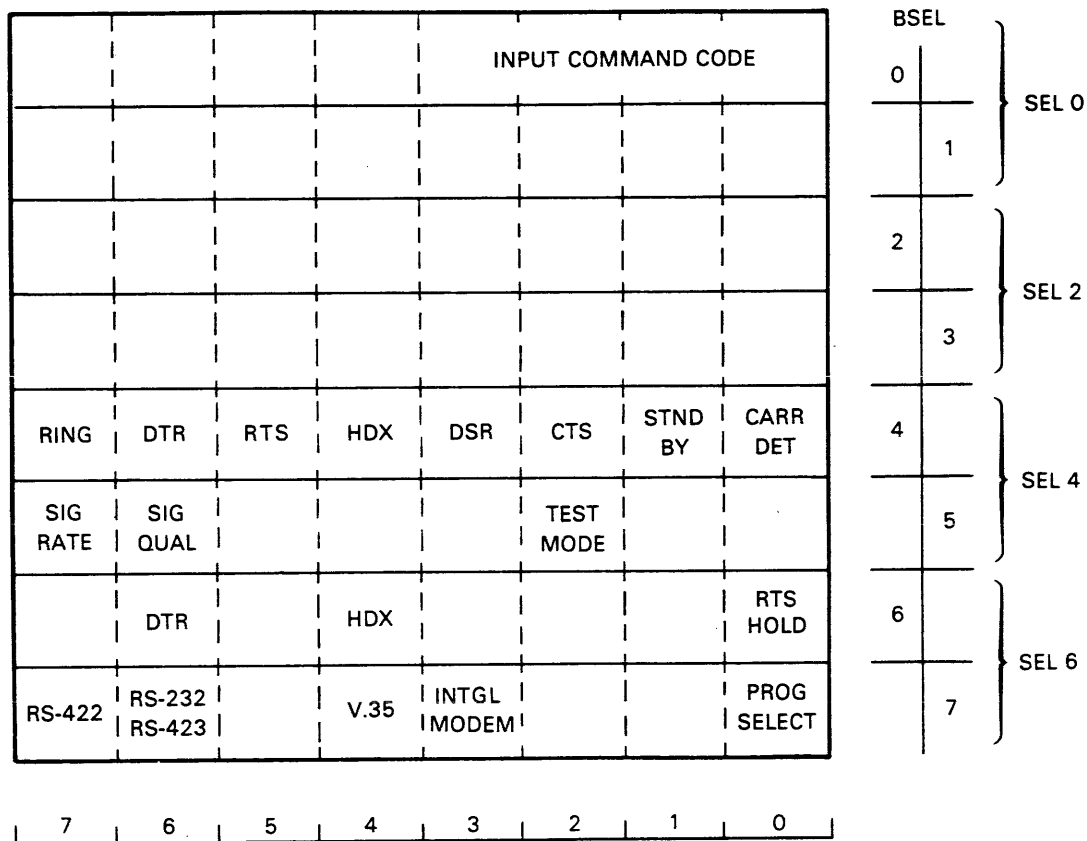 BSEL
INPUT COMMAND CODE
0
SEL 0
1
2
SEL 2
3
RING DTR RTS HDX DSR CTS STND BY CARR DET
4
SEL 4
SIG RATE SIG QUAL TEST MODE
5
DTR HDX RTS HOLD
6
SEL 6
RS-422 RS-232 RS-423 V.35 INTGL MODEM PROG SELECT
7
7 6 5 4 3 2 1 0